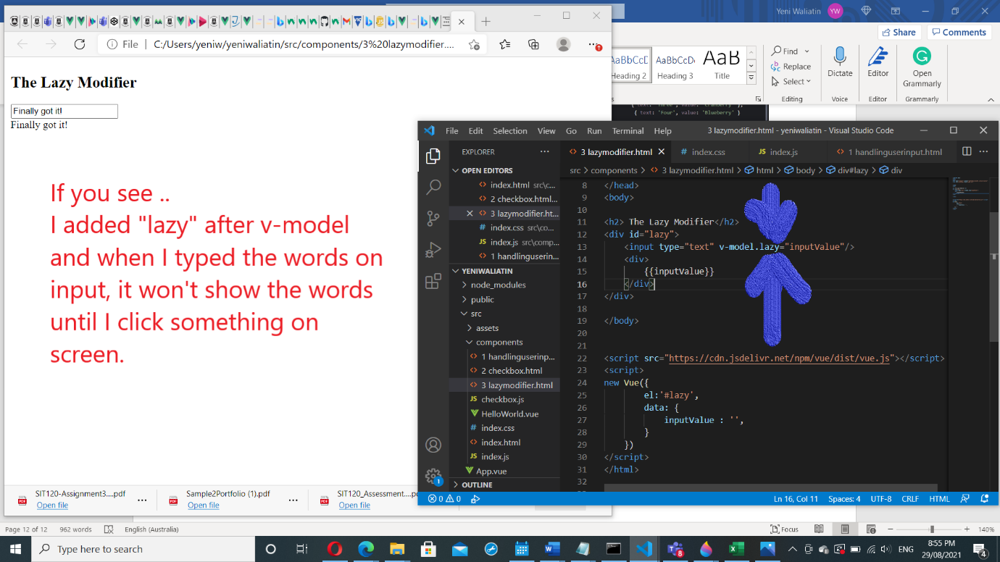 Yeni Waliatin
YW
File
C:/Users/yeniw/yeniwaliatin/src/components/3%20lazymodifier....
Share
Comments
AaBbCcD
AaBbCcDı
AaB
Heading 2
Heading 3
Title
Find
Replace
Select
Editing
Dictate
Voice
Editor
Editor
Open
Grammarly
Grammarly
The Lazy Modifier
Finally got it!
Finally got it!
{ text: 'Four', value: 'Blueberry' }
If you see ..
I added "lazy" after v-model
and when I typed the words on
input, it won't show the words
until I click something on
screen.
File Edit Selection View Go Run Terminal Help
3 lazymodifier.html - yeniwaliatin - Visual Studio Code
EXPLORER
3 lazymodifier.html
index.css
index.js
1 handlinguserinput.html
src > components > 3 lazymodifier.html > html > body > div#lazy > div
OPEN EDITORS
index.html src\c...
2 checkbox.html...
3 lazymodifier.ht...
index.css src\co...
index.js src\comp...
1 handlinguserin...
YENIWALIATIN
node_modules
public
src
assets
components
1 handlinguserinp...
2 checkbox.html
3 lazymodifier.html
checkbox.js
HelloWorld.vue
index.css
index.html
index.js
App.vue
OUTLINE
8 </head>
9 <body>
10
11 <h2> The Lazy Modifier</h2>
12 <div id="lazy">
13 <input type="text" v-model.lazy="inputValue"/>
14 <div>
15 {{inputValue}}
16 </div>
17 </div>
18
19 </body>
20
21
22 <script src="https://cdn.jsdelivr.net/npm/vue/dist/vue.js"></script>
23 <script>
24 new Vue({
25 el:'#lazy',
26 data: {
27 inputValue : '',
28 }
29 })
30 </script>
31 </html>
32
1
0 0
Ln 16, Col 11 Spaces: 4 UTF-8 CRLF HTML
SIT120-Assignment3....pdf
Open file
Sample2Portfolio (1).pdf
Open file
SIT120_Assessment....pd
Open file
Page 12 of 12 962 words English (Australia)
Focus
140%
Type here to search
8
ENG
8:55 PM
29/08/2021
4